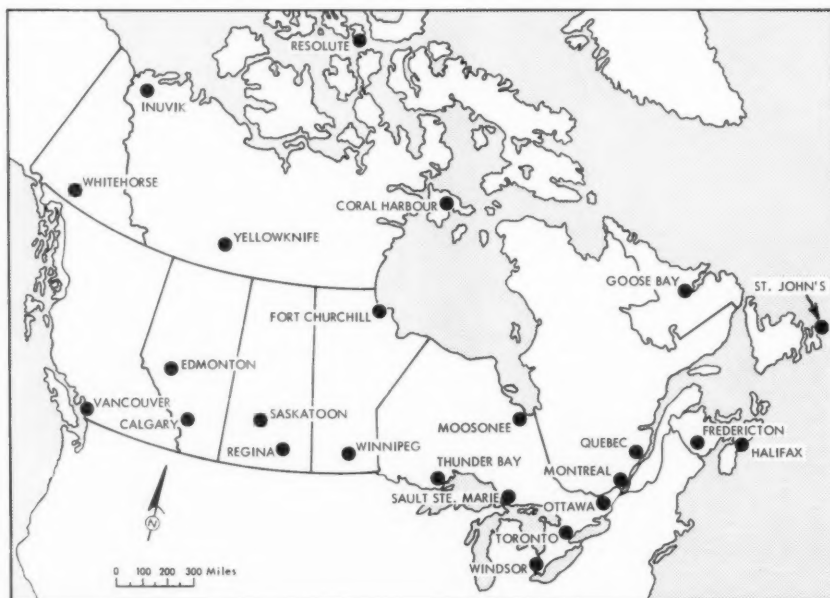 RESOLUTE
INUVIK
WHITEHORSE
CORAL HARBOUR
YELLOWKNIFE
GOOSE BAY
ST. JOHN'S
FORT CHURCHILL
EDMONTON
VANCOUVER
CALGARY
SASKATOON
MOOSONEE
REGINA
WINNIPEG
QUEBEC
FREDERICTON
HALIFAX
THUNDER BAY
MONTREAL
SAULT STE. MARIE
OTTAWA
N
TORONTO
WINDSOR
0 100 200 300 Miles